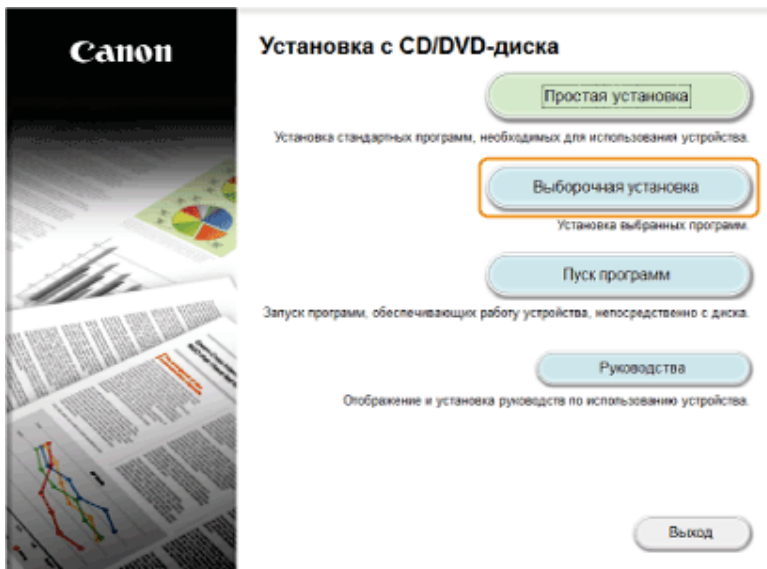 Canon
Установка с CD/DVD-диска
Простая установка
Установка стандартных программ, необходимых для использования устройства.
Выборочная установка
Установка выбранных программ.
Пуск программ
Запуск программ, обеспечивающих работу устройства, непосредственно с диска.
Руководства
Отображение и установка руководств по использованию устройства.
Выход